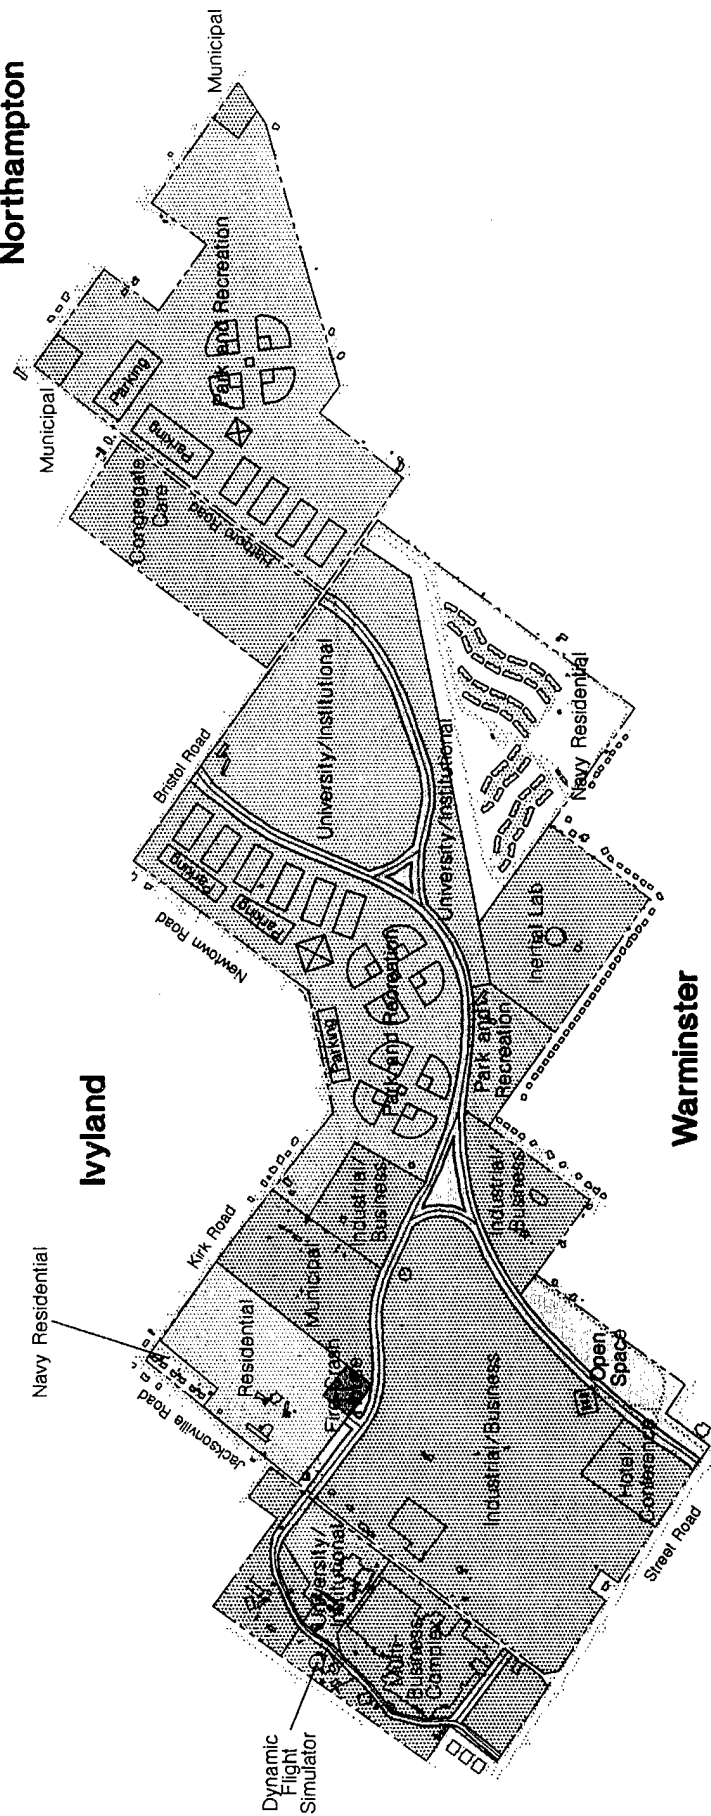 Northampton
Municipal
Municipal
Park and Recreation
Parking
Parking
Congregate
Care
Hatboro Road
Bristol Road
University/Institutional
University/Institutional
Navy Residential
Newtown Road
Parking
Parking
Parking
Park and Recreation
Park and
Recreation
Inertial Lab
Ivyland
Warminster
Kirk Road
Industrial/
Business
Industrial/
Business
Municipal
Navy Residential
Residential
Jacksonville Road
Industrial/Business
Open
Space
Hotel/
Conference
Street Road
University/
Institutional
Multi-
Business
Complex
Dynamic
Flight
Simulator